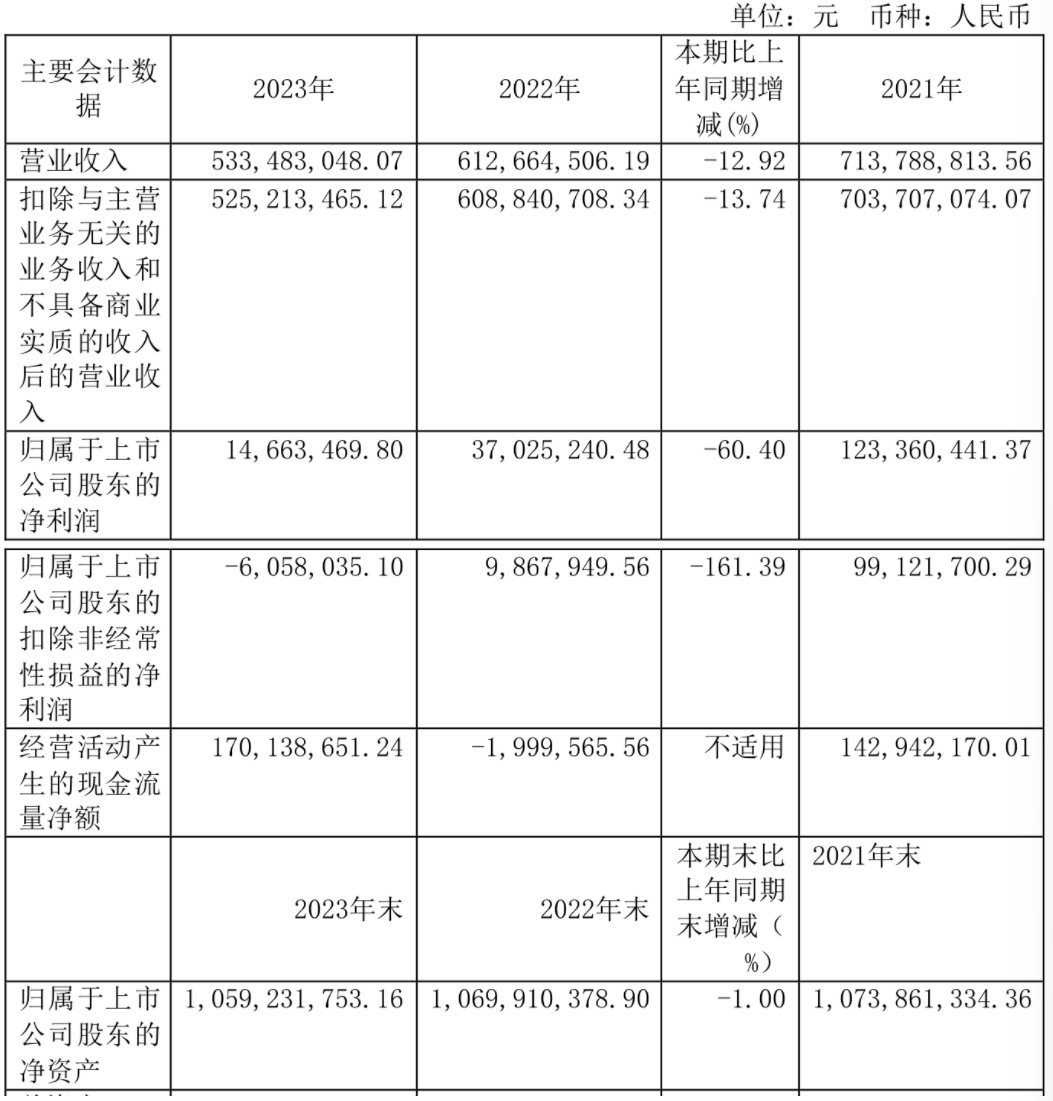 单位：元 币种：人民币
主要会计数 2023年 2022年 本期比上 2021年
据 年同期增
减(%)
营业收入 533,483,048.07 612,664,506.19 -12.92 713,788,813.56
扣除与主营 525,213,465.12 608,840,708.34 -13.74 703,707,074.07
业务无关的
业务收入和
不具备商业
实质的收入
后的营业收
入
归属于上市 14,663,469.80 37,025,240.48 -60.40 123,360,441.37
公司股东的
净利润
归属于上市 -6,058,035.10 9,867,949.56 -161.39 99,121,700.29
公司股东的
扣除非经常
性损益的净
利润
经营活动产 170,138,651.24 -1,999,565.56 不适用 142,942,170.01
生的现金流
量净额
2023年末 2022年末 本期末比 2021年末
上年同期
末增减（
%）
归属于上市 1,059,231,753.16 1,069,910,378.90 -1.00 1,073,861,334.36
公司股东的
净资产